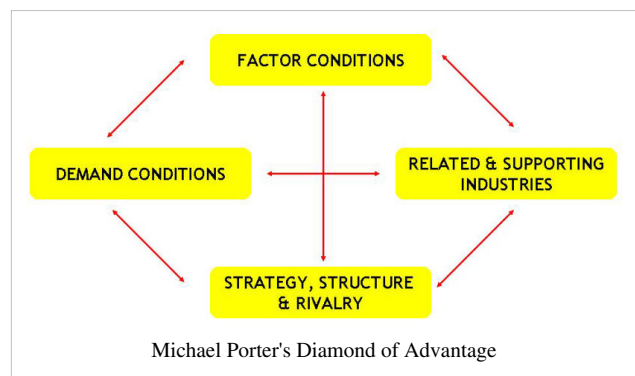 FACTOR CONDITIONS
DEMAND CONDITIONS
RELATED & SUPPORTING
INDUSTRIES
STRATEGY, STRUCTURE
& RIVALRY
Michael Porter's Diamond of Advantage